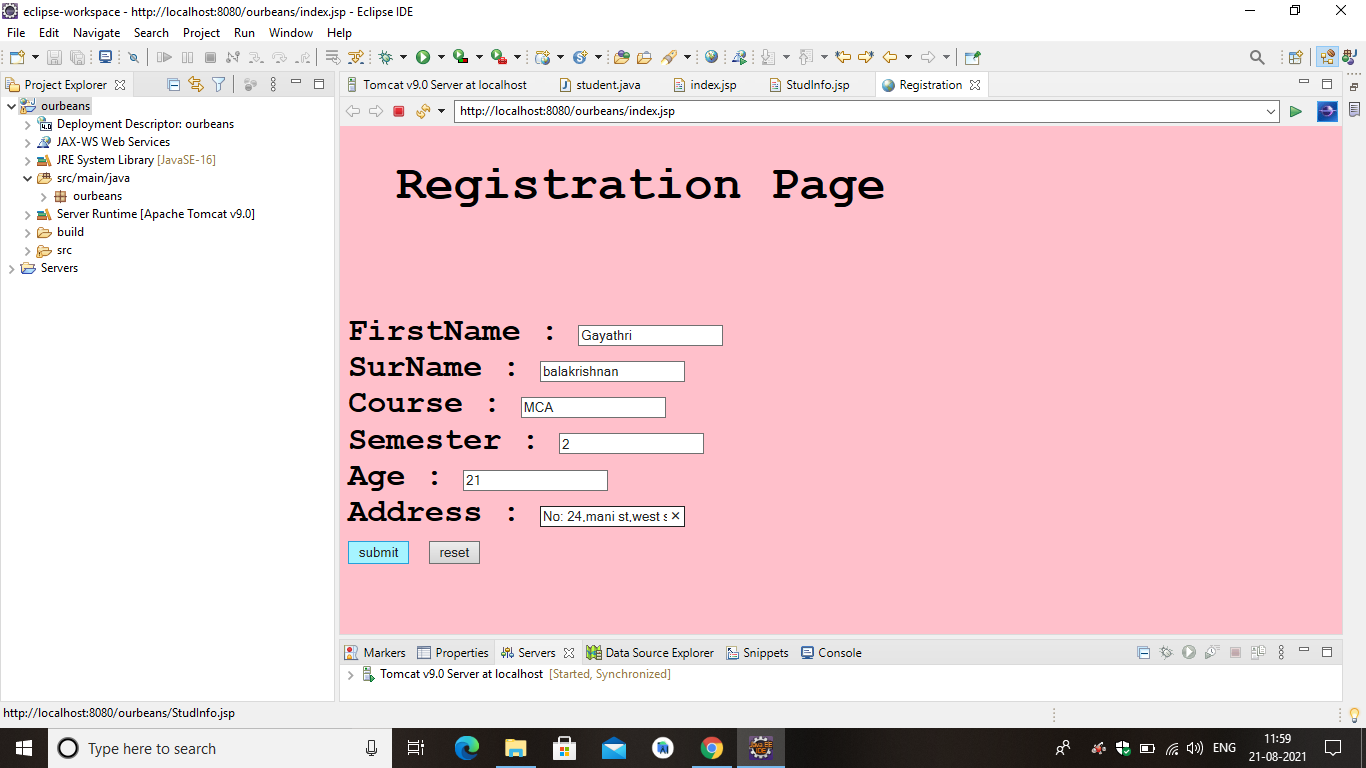 eclipse-workspace - http://localhost:8080/ourbeans/index.jsp - Eclipse IDE
File Edit Navigate Search Project Run Window Help
Project Explorer
Tomcat v9.0 Server at localhost student.java index.jsp StudInfo.jsp Registration
http://localhost:8080/ourbeans/index.jsp
ourbeans
Deployment Descriptor: ourbeans
JAX-WS Web Services
JRE System Library [JavaSE-16]
src/main/java
ourbeans
Server Runtime [Apache Tomcat v9.0]
build
src
Servers
Registration Page
FirstName : Gayathri
SurName : balakrishnan
Course : MCA
Semester : 2
Age : 21
Address : No: 24,mani st,west s
submit reset
Markers Properties Servers Data Source Explorer Snippets Console
Tomcat v9.0 Server at localhost [Started, Synchronized]
http://localhost:8080/ourbeans/StudInfo.jsp
Type here to search
ENG
11:59
21-08-2021